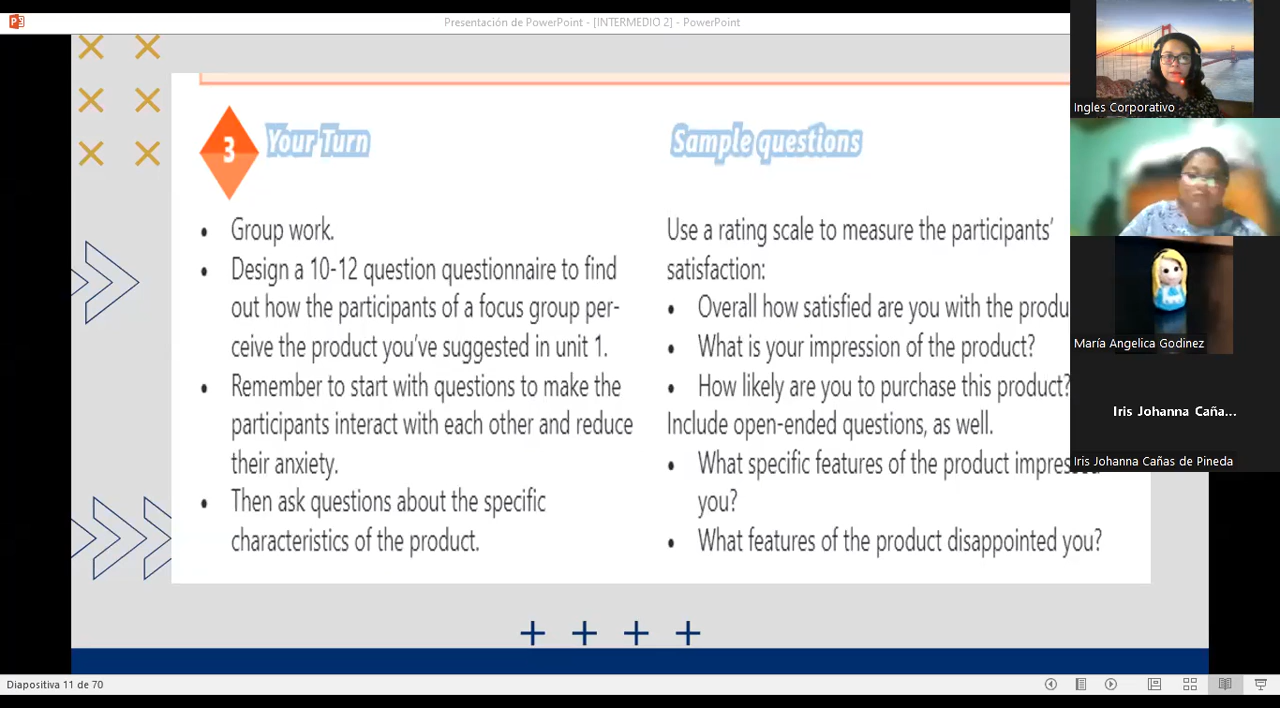 Presentación de PowerPoint - [INTERMEDIO 2] - PowerPoint
Ingles Corporativo
María Angelica Godinez
Iris Johanna Caña...
Iris Johanna Cañas de Pineda
3
Your Turn
• Group work.
• Design a 10-12 question questionnaire to find
out how the participants of a focus group per-
ceive the product you've suggested in unit 1.
• Remember to start with questions to make the
participants interact with each other and reduce
their anxiety.
• Then ask questions about the specific
characteristics of the product.
Sample questions
Use a rating scale to measure the participants'
satisfaction:
• Overall how satisfied are you with the produ
• What is your impression of the product?
• How likely are you to purchase this product?
Include open-ended questions, as well.
• What specific features of the product impressed
you?
• What features of the product disappointed you?
Diapositiva 11 de 70